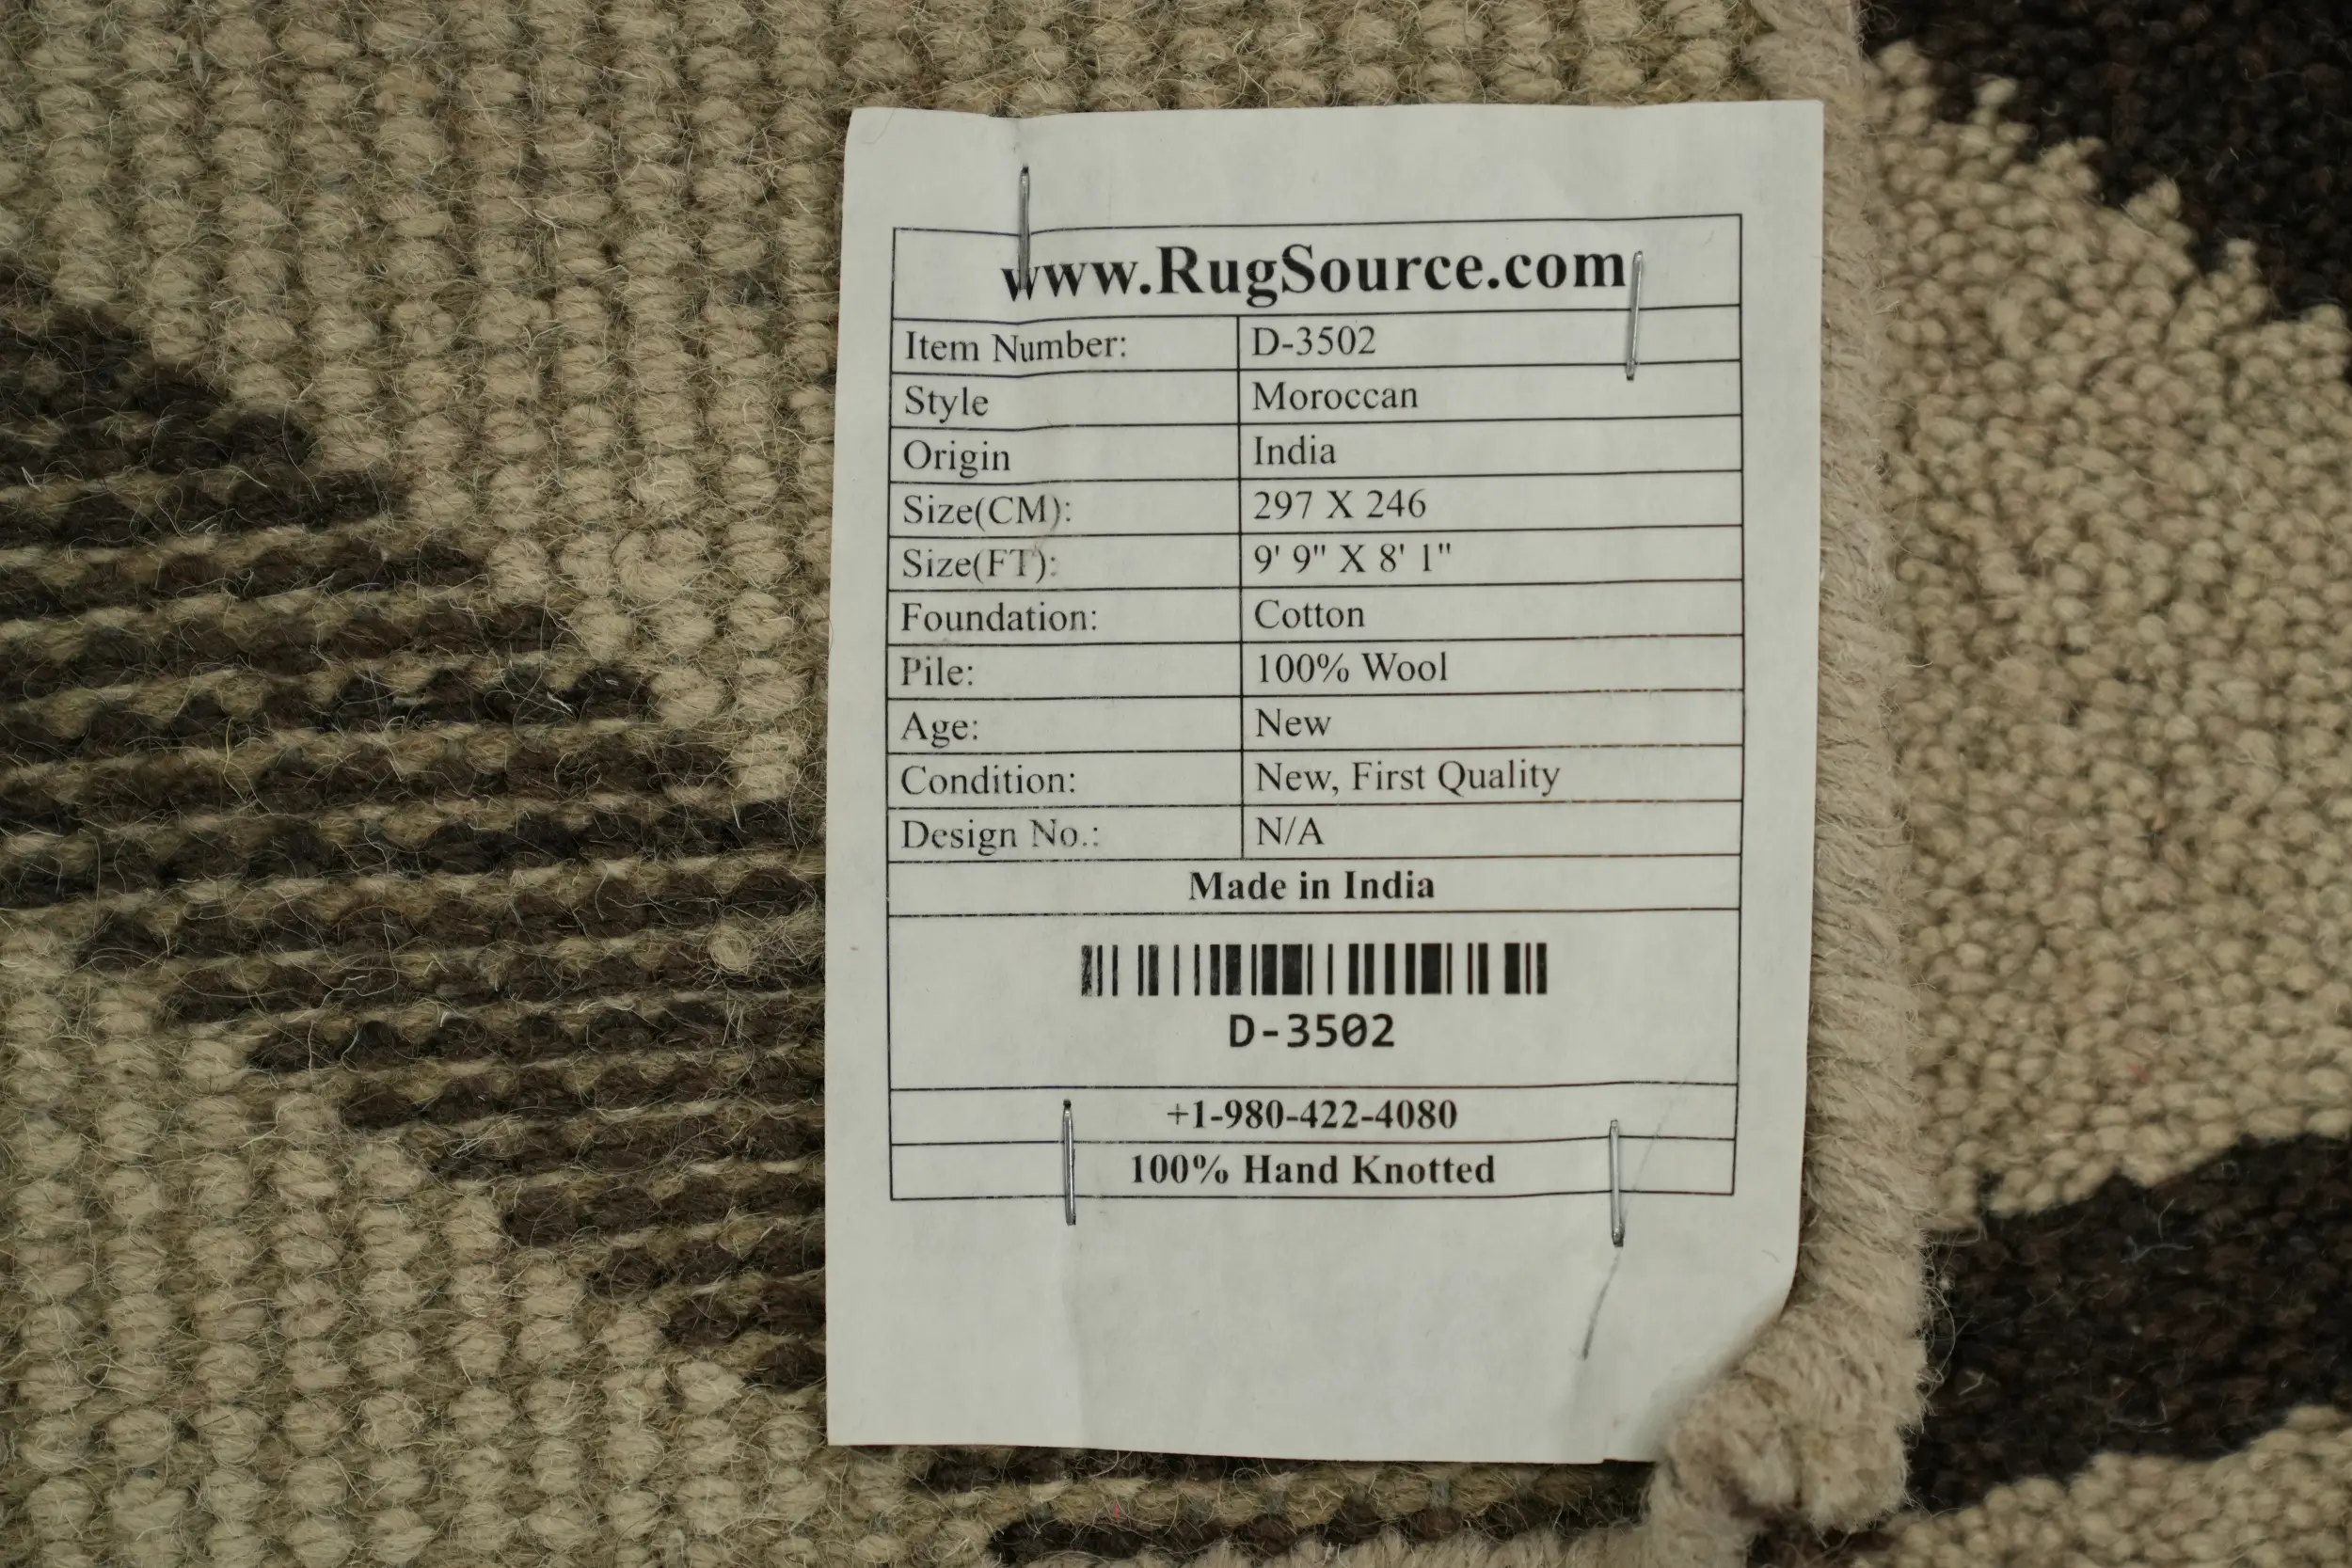 www.RugSource.com
Item Number: D-3502
Style Moroccan
Origin India
Size(CM): 297 X 246
Size(FT): 9' 9" X 8' 1"
Foundation: Cotton
Pile: 100% Wool
Age: New
Condition: New, First Quality
Design No.: N/A
Made in India
D-3502
+1-980-422-4080
100% Hand Knotted